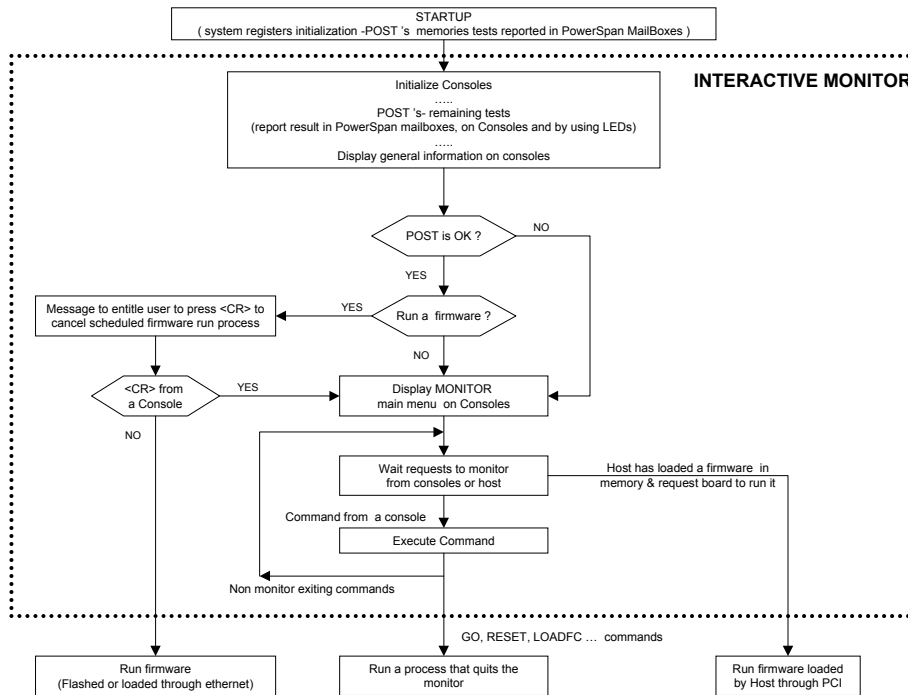 STARTUP
( system registers initialization -POST 's memories tests reported in PowerSpan MailBoxes )
INTERACTIVE MONITOR
Initialize Consoles
.....
POST 's- remaining tests
(report result in PowerSpan mailboxes, on Consoles and by using LEDs)
.....
Display general information on consoles
POST is OK ?
NO
YES
Message to entitle user to press <CR> to
cancel scheduled firmware run process
YES
Run a firmware ?
NO
<CR> from
a Console
YES
Display MONITOR
main menu on Consoles
NO
Wait requests to monitor
from consoles or host
Host has loaded a firmware in
memory & request board to run it
Command from a console
Execute Command
Non monitor exiting commands
GO, RESET, LOADFC ... commands
Run firmware
(Flashed or loaded through ethernet)
Run a process that quits the
monitor
Run firmware loaded
by Host through PCI